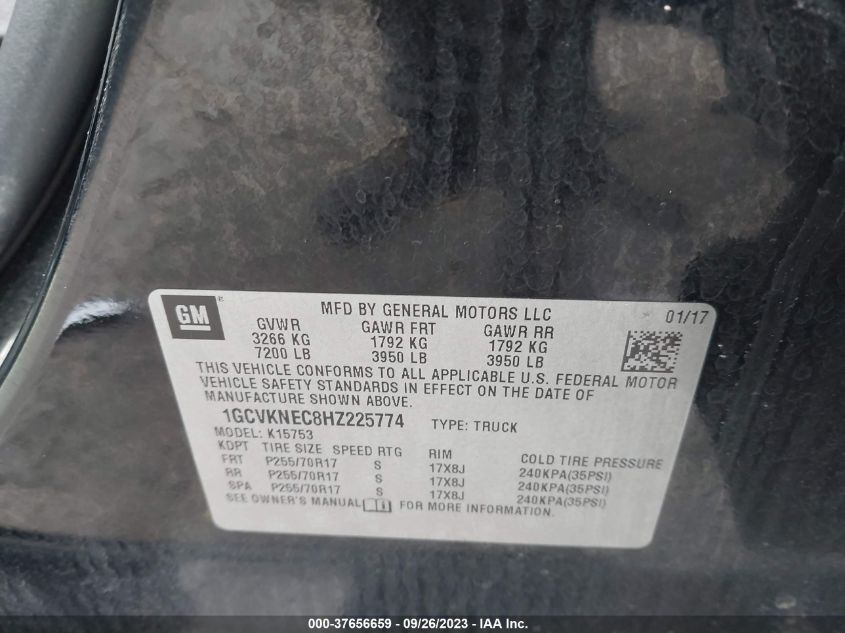 GM ® MFD BY GENERAL MOTORS LLC 01/17
GVWR GAWR FRT GAWR RR
3266 KG 1792 KG 1792 KG
7200 LB 3950 LB 3950 LB
THIS VEHICLE CONFORMS TO ALL APPLICABLE U.S. FEDERAL MOTOR
VEHICLE SAFETY STANDARDS IN EFFECT ON THE DATE OF
MANUFACTURE SHOWN ABOVE.
1GCVKNEC8HZ225774 TYPE: TRUCK
MODEL: K15753
KDPT TIRE SIZE SPEED RTG RIM COLD TIRE PRESSURE
FRT P255/70R17 S 17X8J 240KPA(35PSI)
RR P255/70R17 S 17X8J 240KPA(35PSI)
SPA P255/70R17 S 17X8J 240KPA(35PSI)
SEE OWNER'S MANUAL FOR MORE INFORMATION.
000-37656659 / 09/26/2023 / IAA Inc.